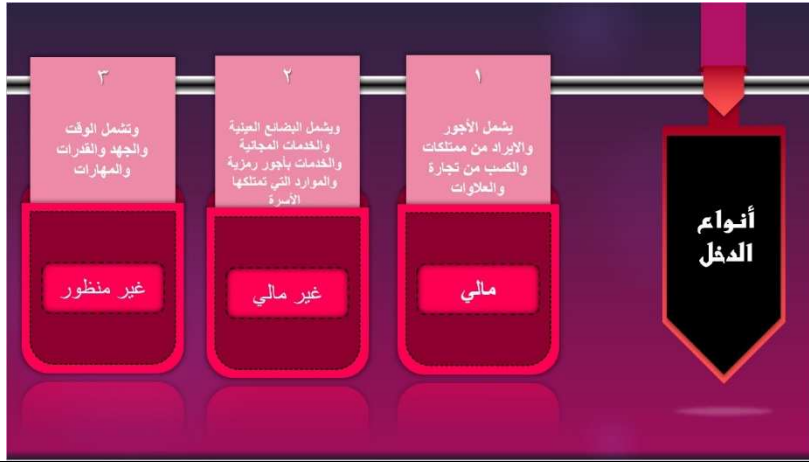 أنواع
الدخل
١
يشمل الأجور
والايراد من ممتلكات
والكسب من تجارة
والعلاوات
مالي
٢
ويشمل البضائع العينية
والخدمات المجانية
والخدمات بأجور رمزية
والموارد التي تمتلكها
الأسرة
غير مالي
٣
وتشمل الوقت
والجهد والقدرات
والمهارات
غير منظور